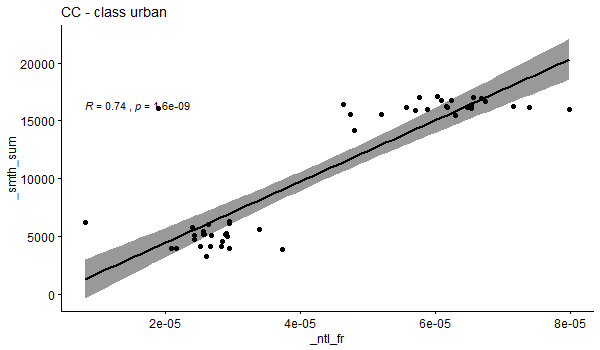 CC - class urban
20000
15000
10000
5000
0
_smth_sum
R = 0.74 , p = 1.6e-09
2e-05
4e-05
6e-05
8e-05
_ntl_fr